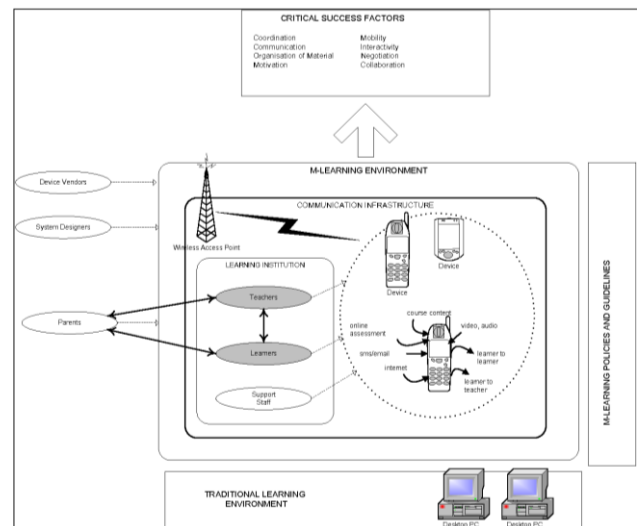 CRITICAL SUCCESS FACTORS
Coordination
Communication
Organisation of Material
Motivation
Mobility
Interactivity
Negotiation
Collaboration
M-LEARNING ENVIRONMENT
Device Vendors
System Designers
Parents
COMMUNICATION INFRASTRUCTURE
Wireless Access Point
Device
Device
LEARNING INSTITUTION
Teachers
Learners
Support
Staff
course content
online
assessment
video, audio
sms/email
learner to
learner
internet
learner to
teacher
M-LEARNING POLICIES AND GUIDELINES
TRADITIONAL LEARNING
ENVIRONMENT
Desktop PC
Desktop PC